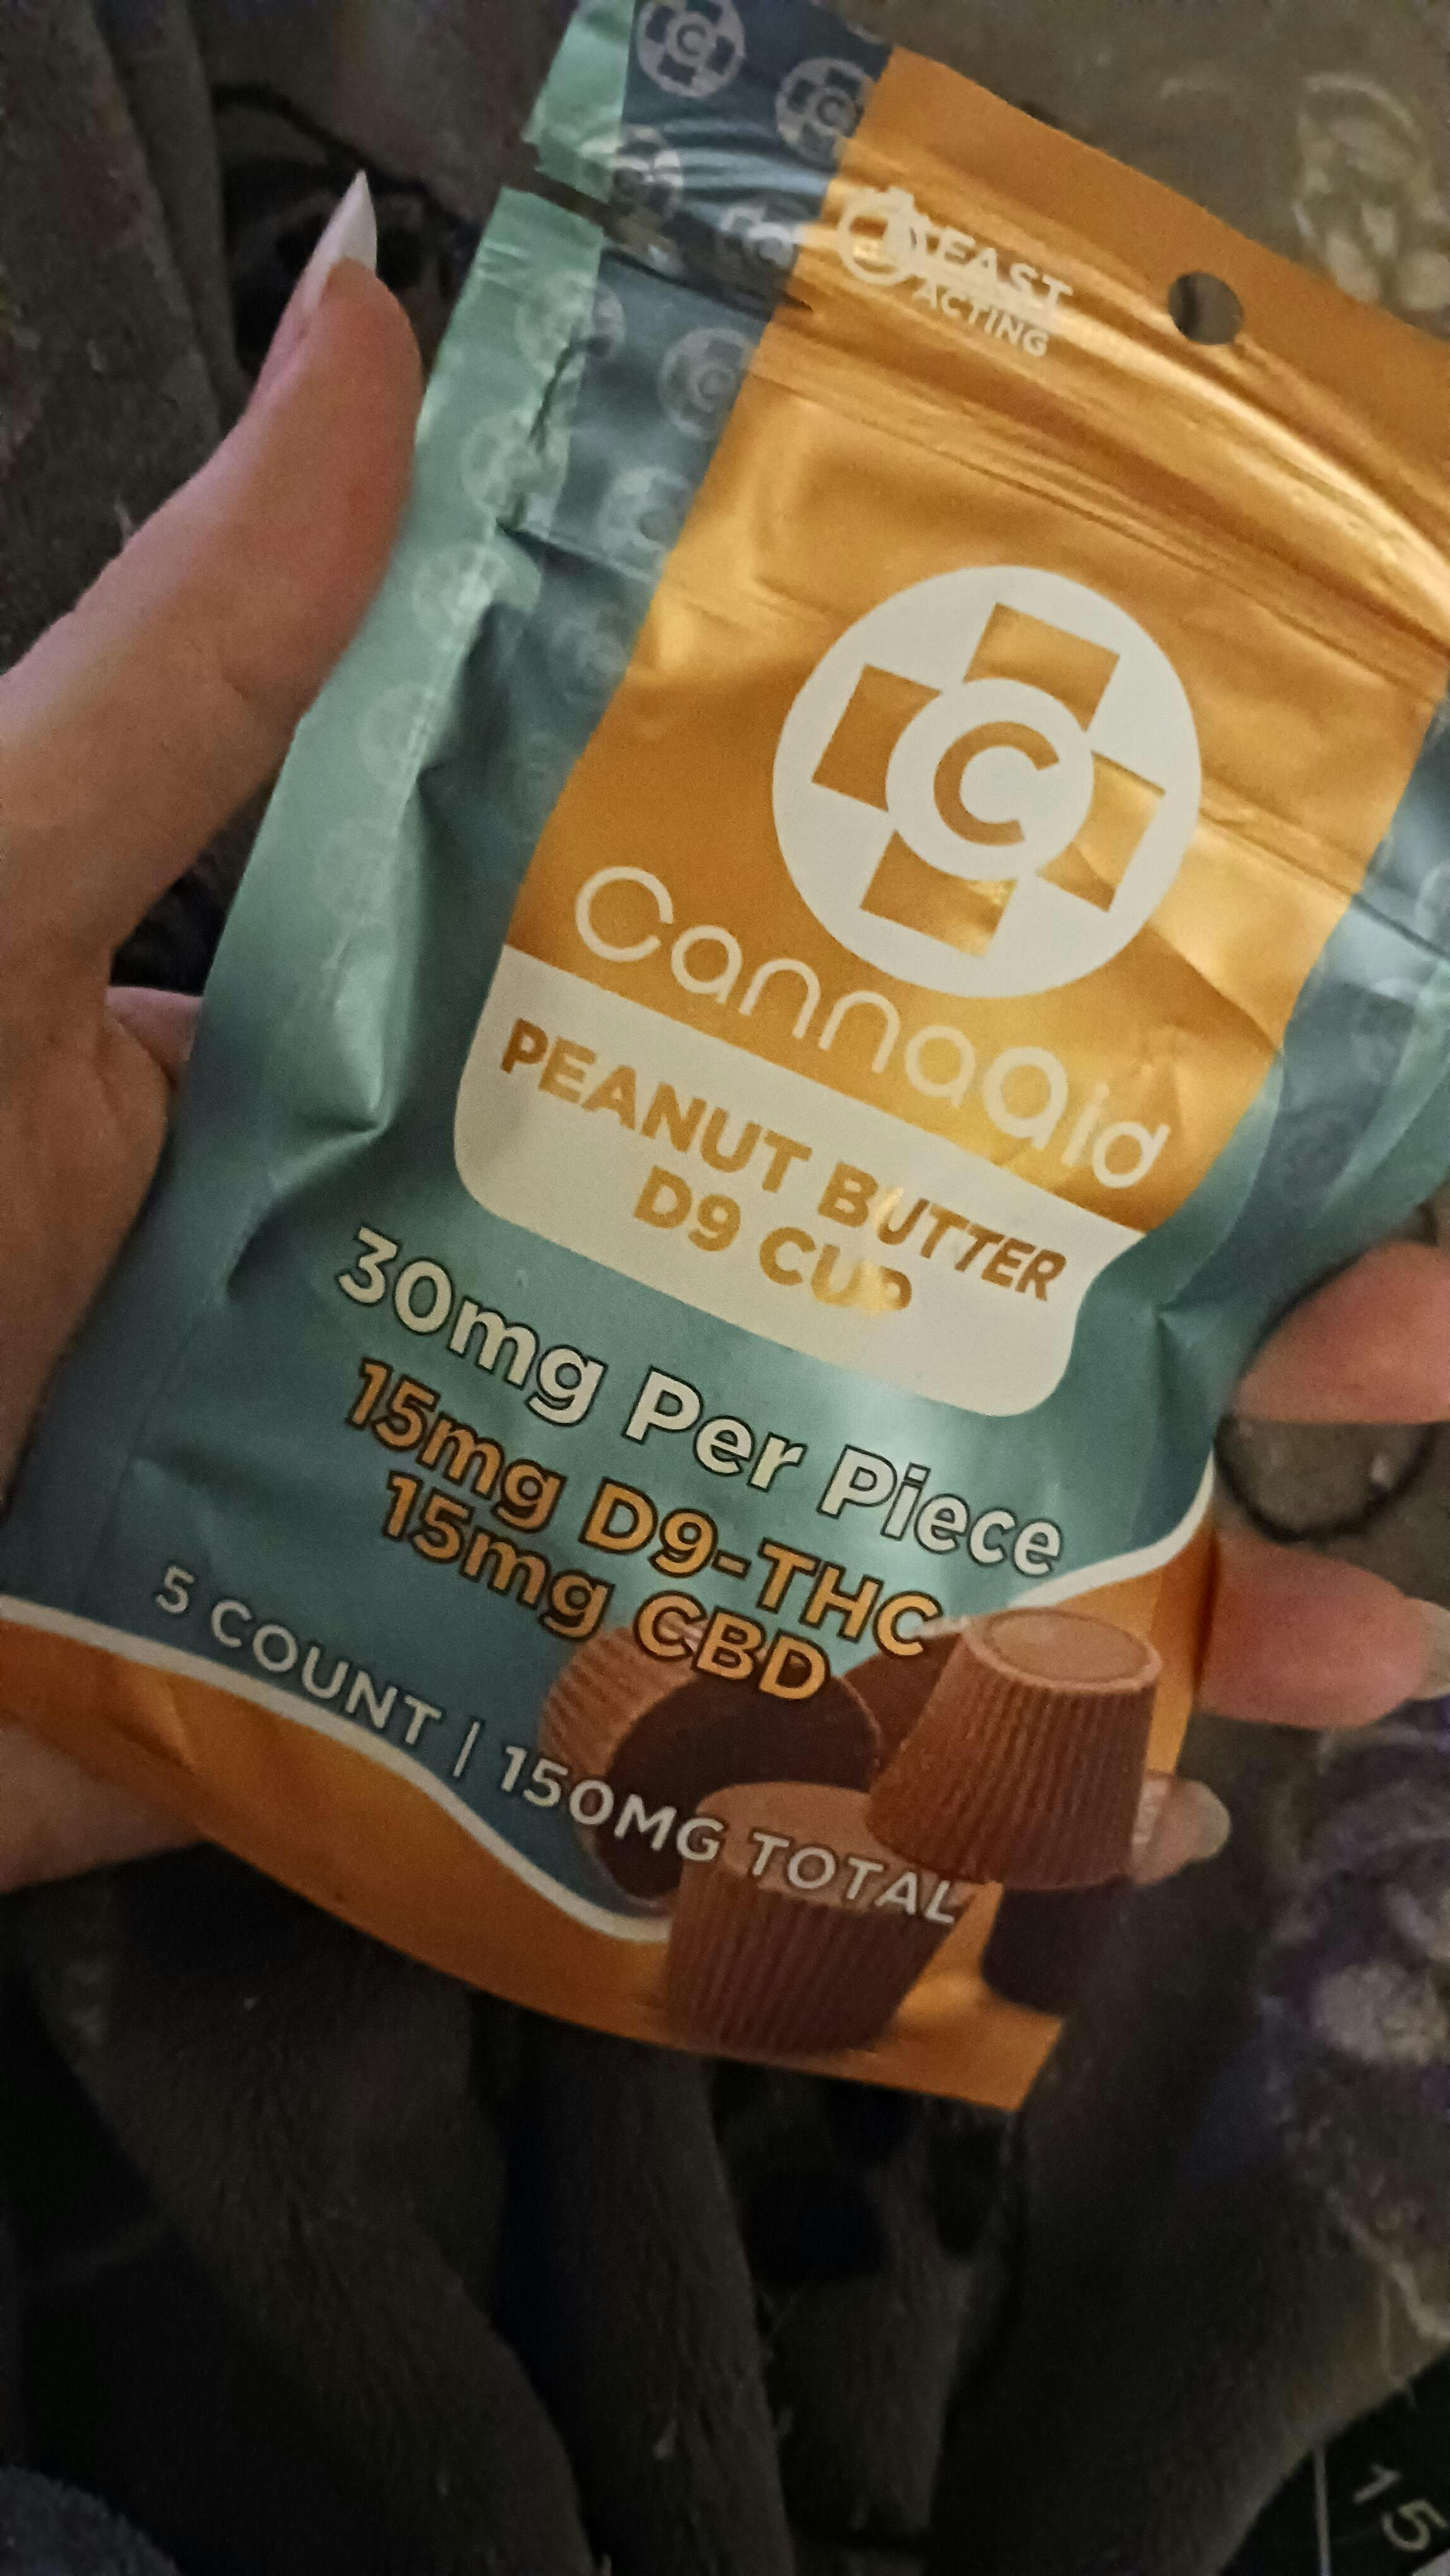 FAST
ACTING
C
CannaAid
PEANUT BUTTER
D9 CUP
30mg Per Piece
15mg D9-THC
15mg CBD
5 COUNT | 150MG TOTAL
15